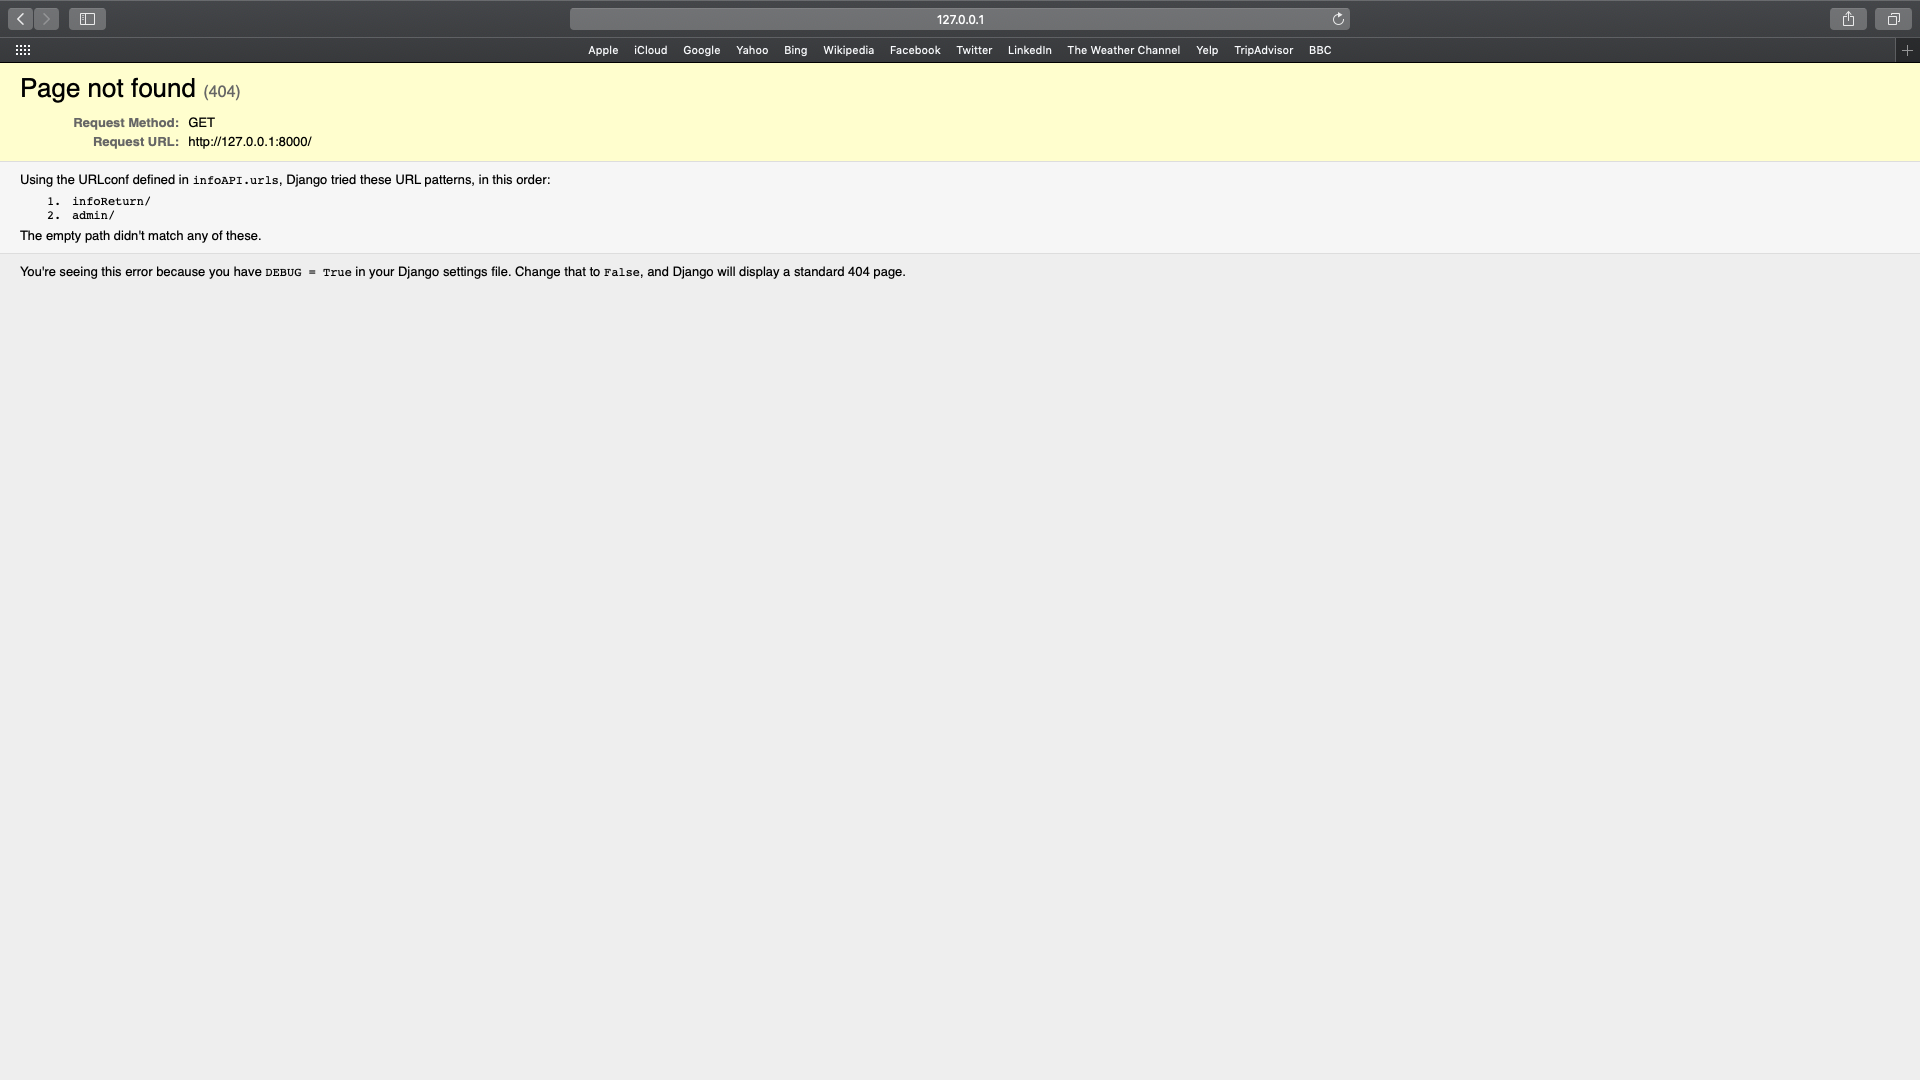 127.0.0.1
Apple iCloud Google Yahoo Bing Wikipedia Facebook Twitter LinkedIn The Weather Channel Yelp TripAdvisor BBC
Page not found (404)
Request Method: GET
Request URL: http://127.0.0.1:8000/
Using the URLconf defined in infoAPI.urls, Django tried these URL patterns, in this order:
1. infoReturn/
2. admin/
The empty path didn't match any of these.
You're seeing this error because you have DEBUG = True in your Django settings file. Change that to False, and Django will display a standard 404 page.